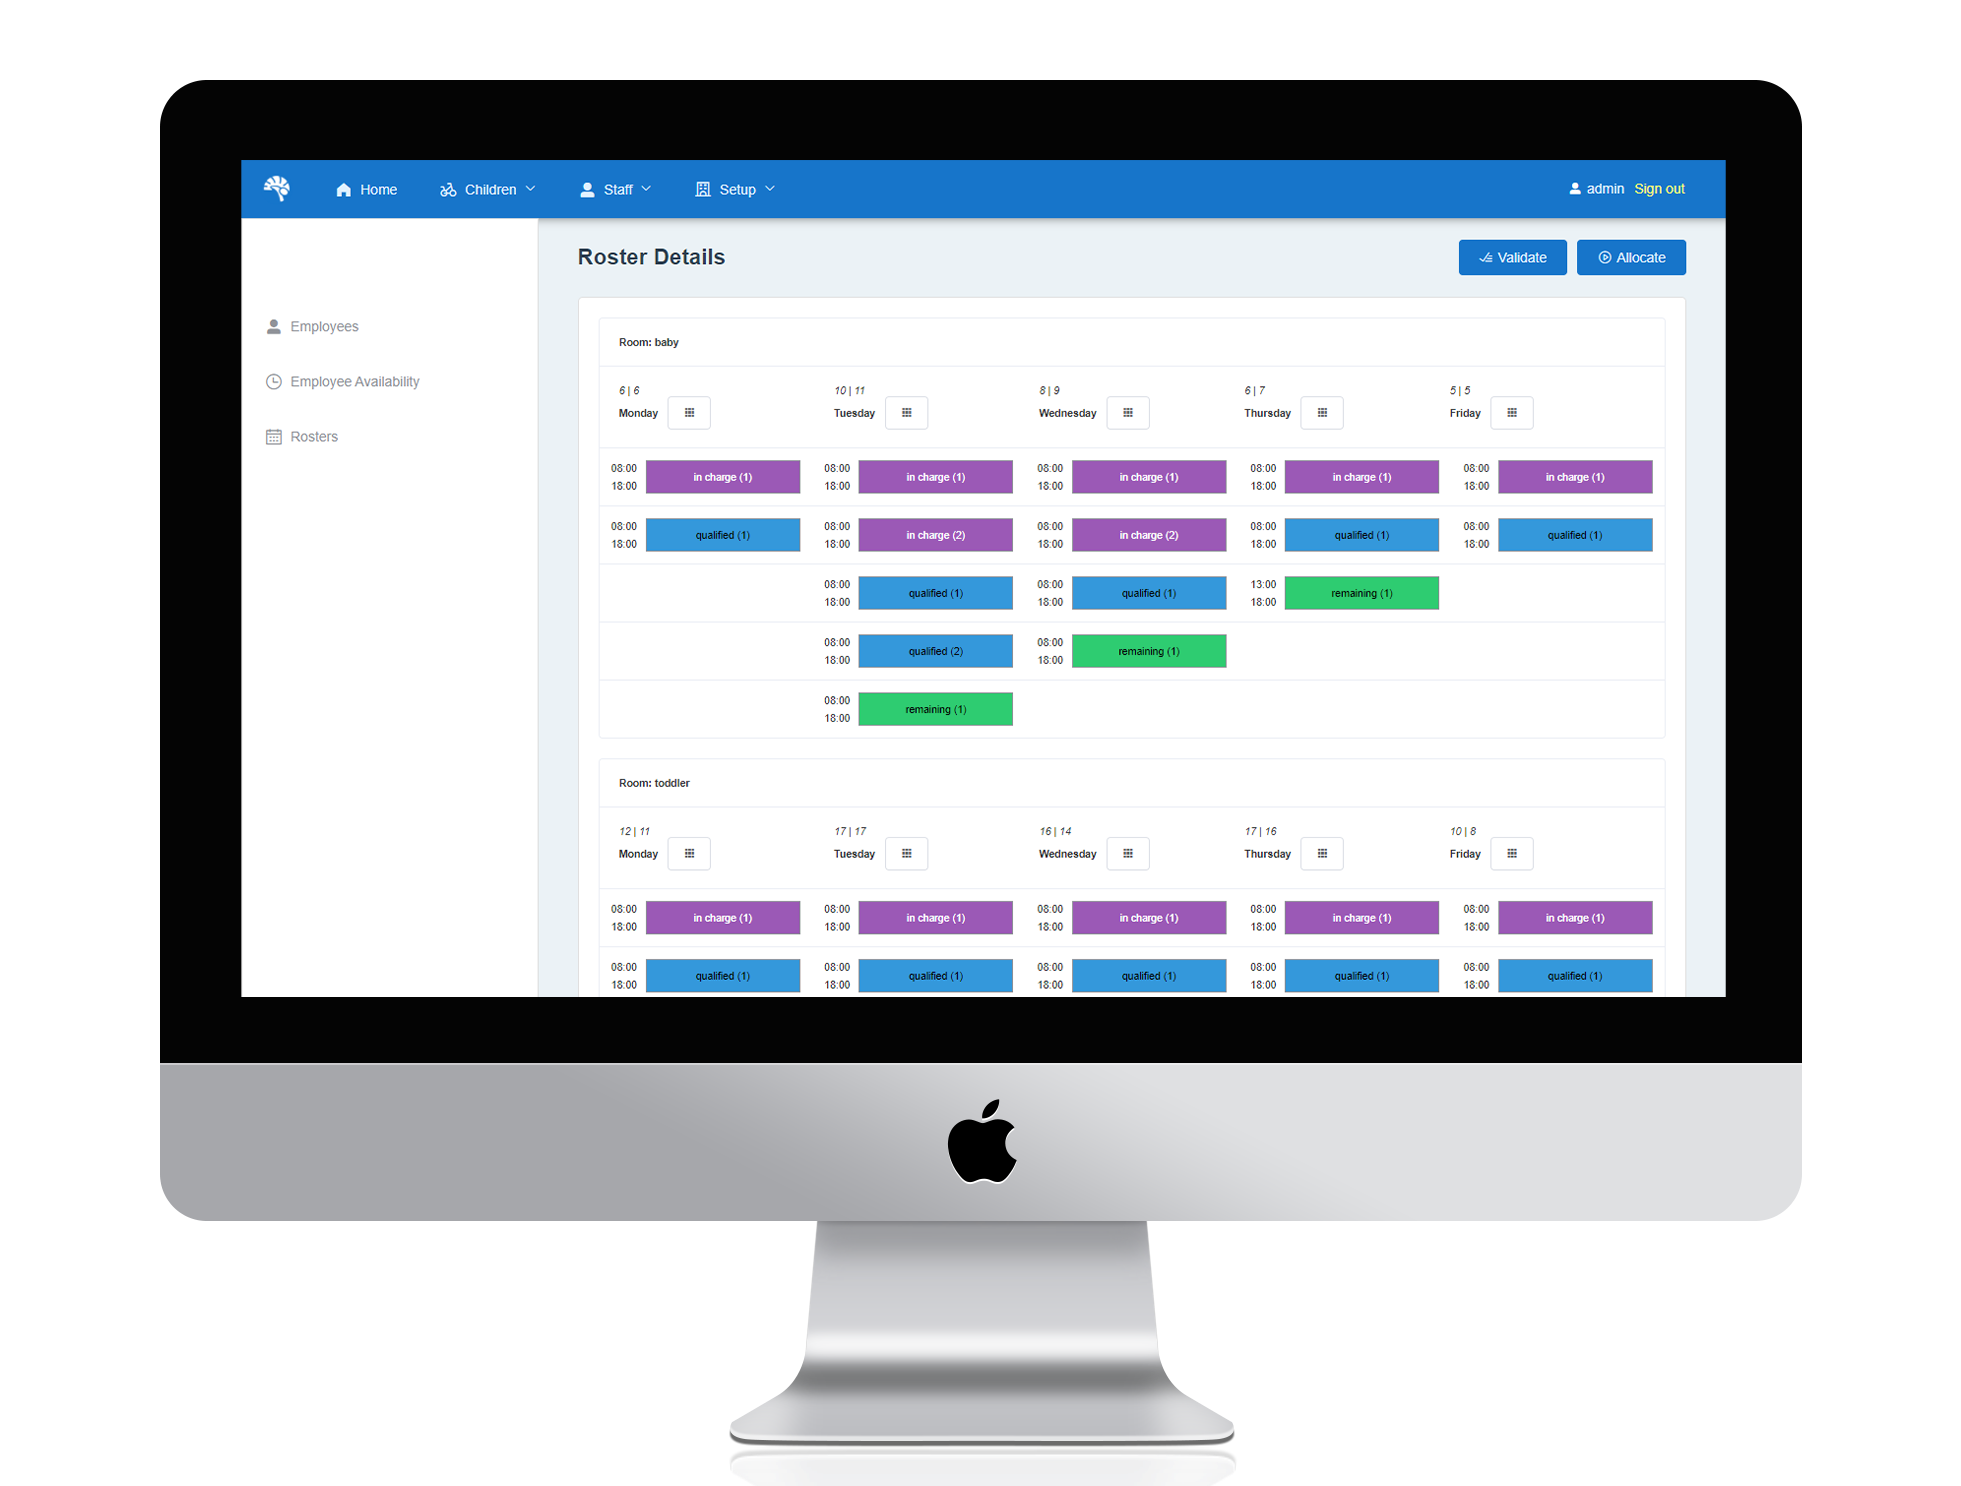 Home Children Staff Setup admin Sign out
Roster Details Validate Allocate
Employees
Employee Availability
Rosters
Room: baby
6 | 6 10 | 11 8 | 9 6 | 7 5 | 5
Monday Tuesday Wednesday Thursday Friday
08:00 08:00 08:00 08:00 08:00
in charge (1) in charge (1) in charge (1) in charge (1) in charge (1)
18:00 18:00 18:00 18:00 18:00
08:00 08:00 08:00 08:00 08:00
qualified (1) in charge (2) in charge (2) qualified (1) qualified (1)
18:00 18:00 18:00 18:00 18:00
08:00 08:00 13:00
qualified (1) qualified (1) remaining (1)
18:00 18:00 18:00
08:00 08:00
qualified (2) remaining (1)
18:00 18:00
08:00
remaining (1)
18:00
Room: toddler
12 | 11 17 | 17 16 | 14 17 | 16 10 | 8
Monday Tuesday Wednesday Thursday Friday
08:00 08:00 08:00 08:00 08:00
in charge (1) in charge (1) in charge (1) in charge (1) in charge (1)
18:00 18:00 18:00 18:00 18:00
08:00 08:00 08:00 08:00 08:00
qualified (1) qualified (1) qualified (1) qualified (1) qualified (1)
18:00 18:00 18:00 18:00 18:00